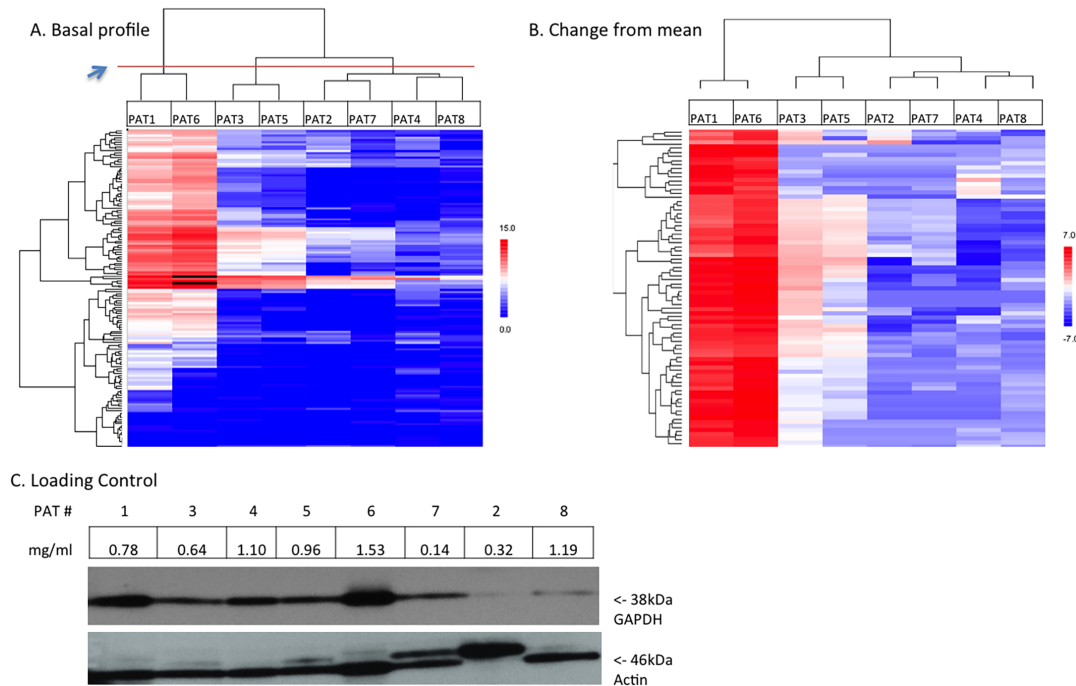 A. Basal profile
PAT1 PAT6 PAT3 PAT5 PAT2 PAT7 PAT4 PAT8
15.0
0.0
B. Change from mean
PAT1 PAT6 PAT3 PAT5 PAT2 PAT7 PAT4 PAT8
7.0
-7.0
C. Loading Control
PAT # 1 3 4 5 6 7 2 8
mg/ml 0.78 0.64 1.10 0.96 1.53 0.14 0.32 1.19
<- 38kDa
GAPDH
<- 46kDa
Actin